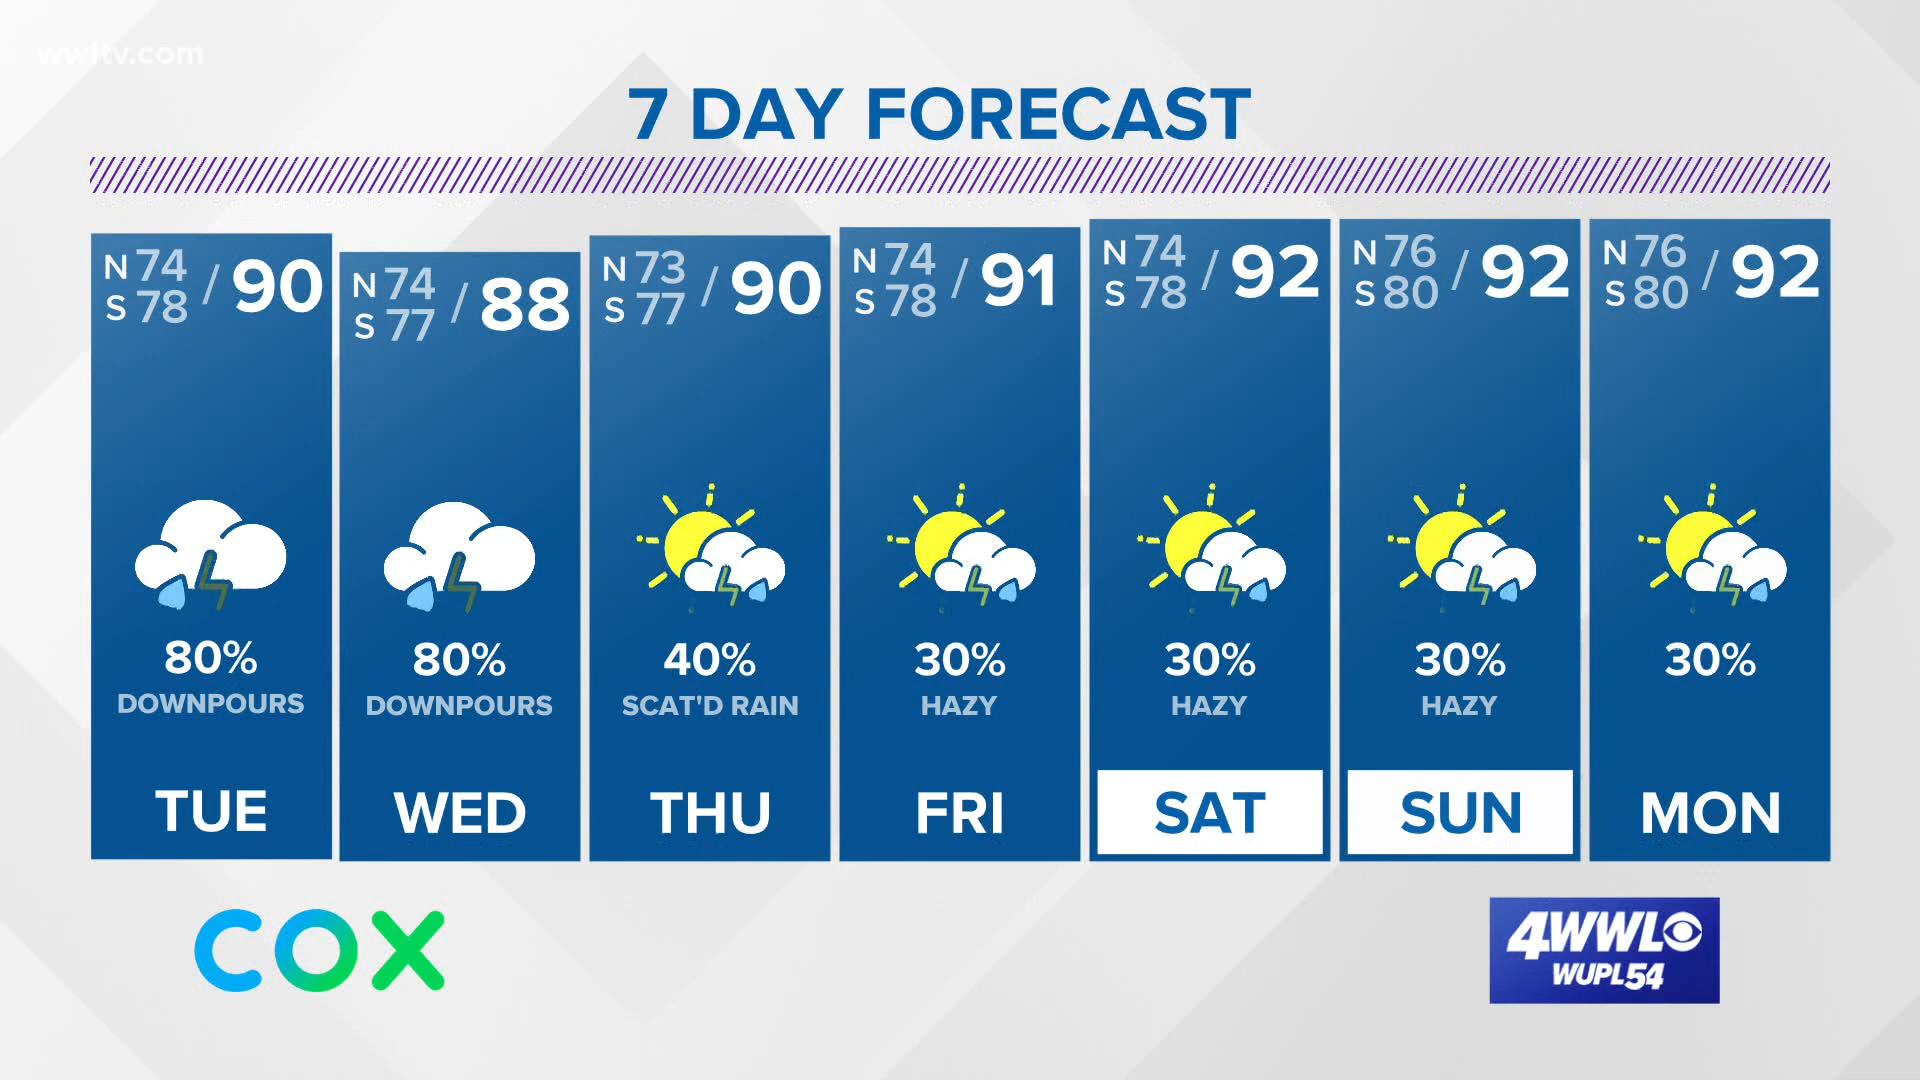 wwltv.com
7 DAY FORECAST
N 74 / 90
S 78
80%
DOWNPOURS
TUE
N 74 / 88
S 77
80%
DOWNPOURS
WED
N 73 / 90
S 77
40%
SCAT'D RAIN
THU
N 74 / 91
S 78
30%
HAZY
FRI
N 74 / 92
S 78
30%
HAZY
SAT
N 76 / 92
S 80
30%
HAZY
SUN
N 76 / 92
S 80
30%
MON
COX
4WWL
WUPL54